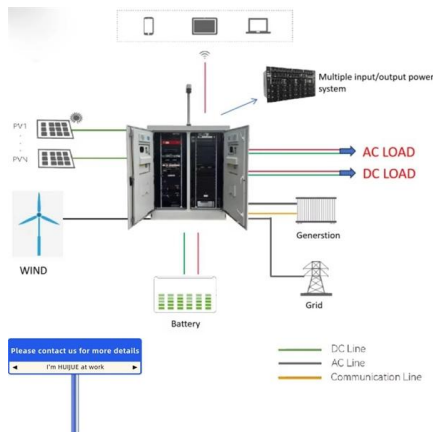 Multiple input/output power
system
PV1
PVN
AC LOAD
DC LOAD
WIND
Generstion
Grid
Battery
Please contact us for more details
I'm HUIJUE at work
DC Line
AC Line
Communication Line